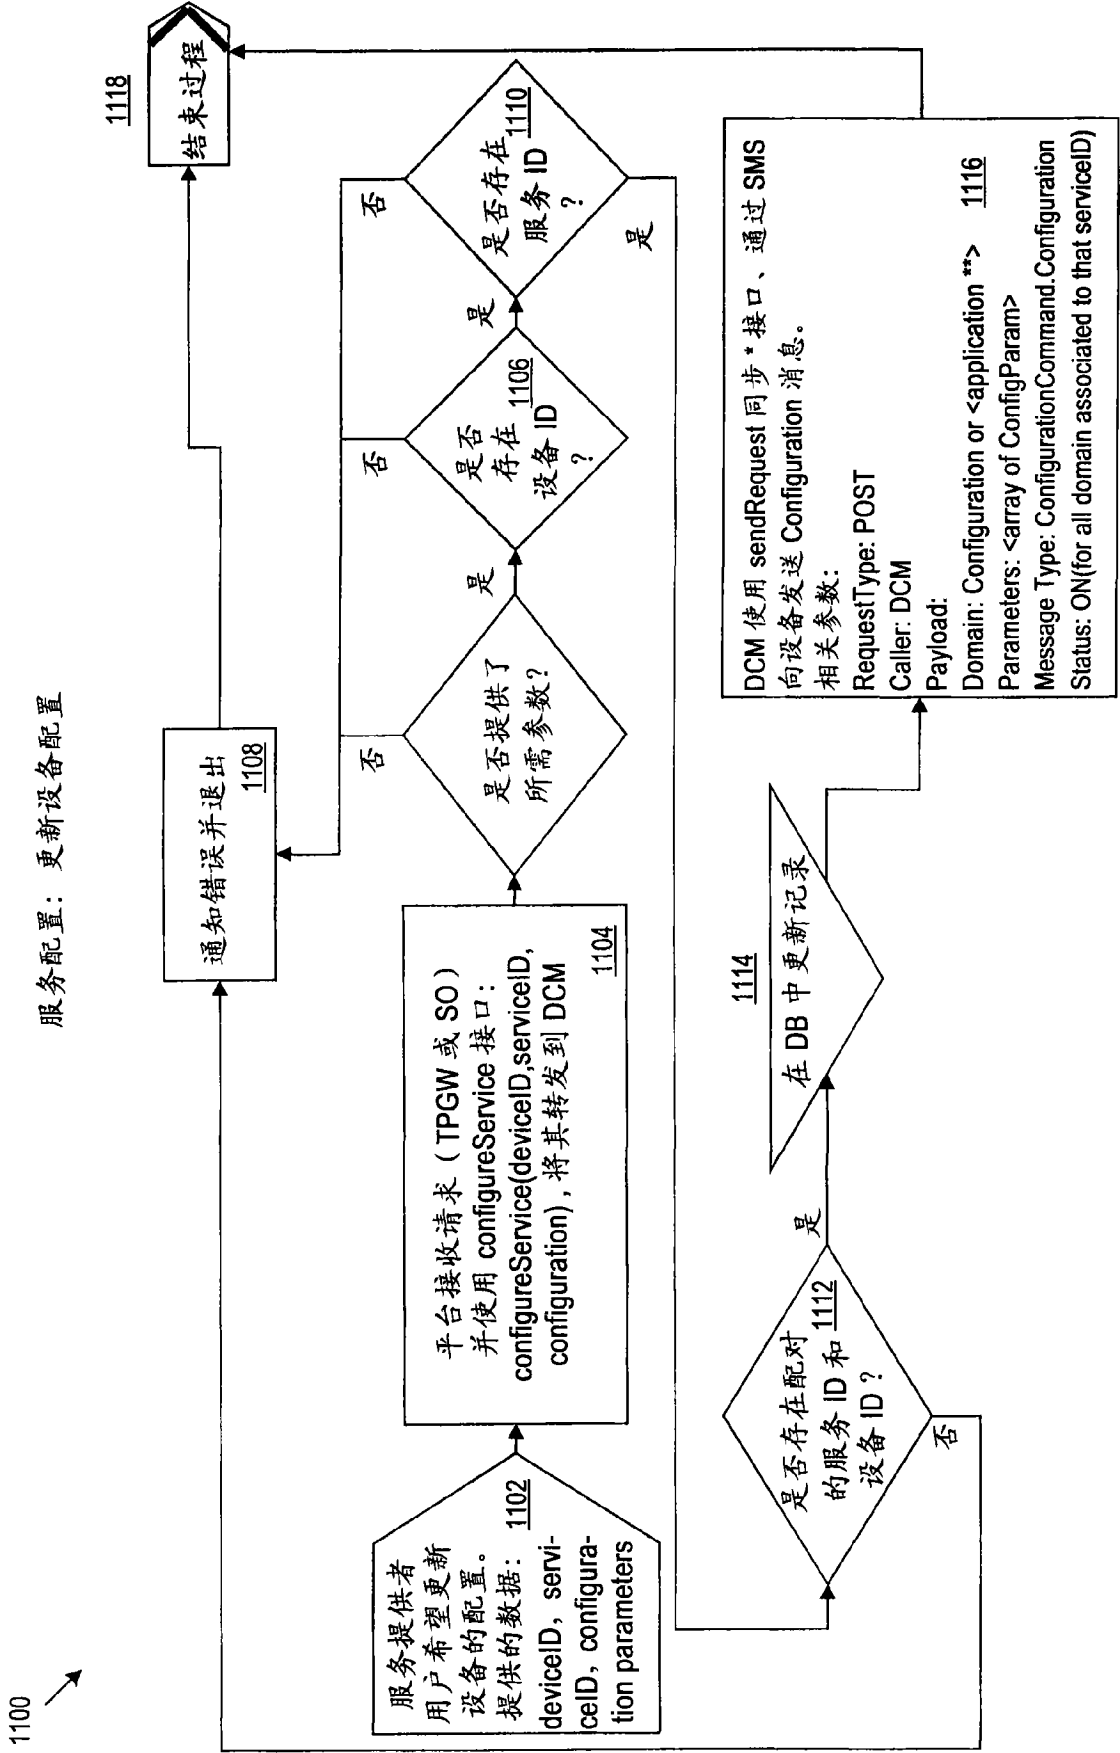 1100
服务配置：更新设备配置
服务提供者
用户希望更新
设备的配置。
提供的数据：
1102
deviceID, servi-
ceID, configura-
tion parameters
平台接收请求（TPGW 或 SO）
并使用 configureService 接口：
configureService(deviceID,serviceID,
configuration)，将其转发到 DCM
1104
是否提供了
所需参数？
否
是
是否
存在
设备 ID
？
1106
否
是
是否存在
服务 ID
？
1110
否
是
通知错误并退出
1108
结束过程
1118
是否存在配对
的服务 ID 和
设备 ID？
1112
是
否
1114
在 DB 中更新记录
DCM 使用 sendRequest 同步 * 接口、通过 SMS
向设备发送 Configuration 消息。
相关参数：
RequestType: POST
Caller: DCM
Payload:
Domain: Configuration or <application **>
1116
Parameters: <array of ConfigParam>
Message Type: ConfigurationCommand.Configuration
Status: ON(for all domain associated to that serviceID)